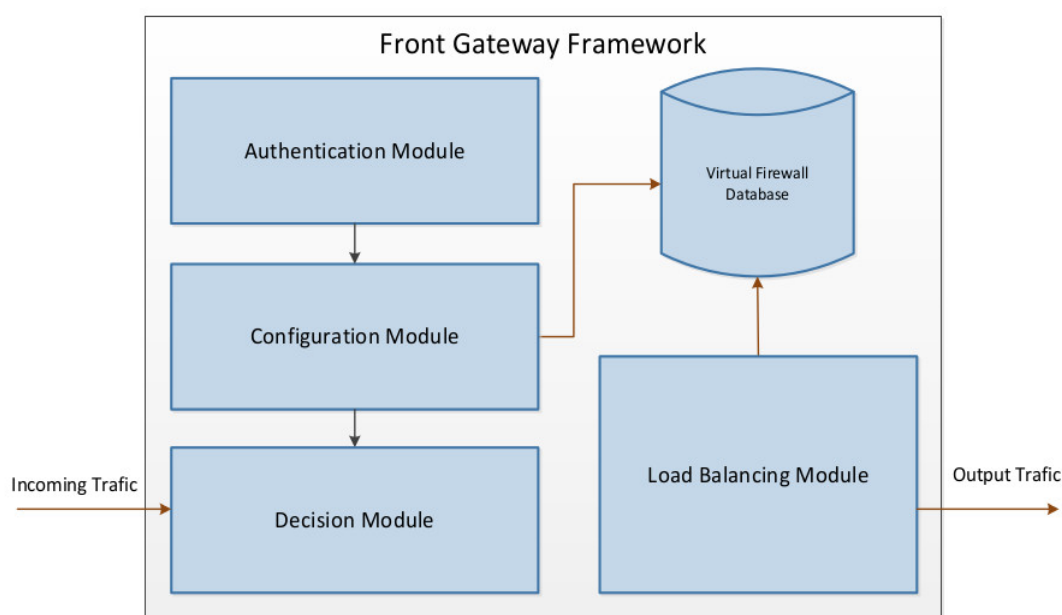 Front Gateway Framework
Authentication Module
Virtual Firewall
Database
Configuration Module
Load Balancing Module
Incoming Trafic
Output Trafic
Decision Module